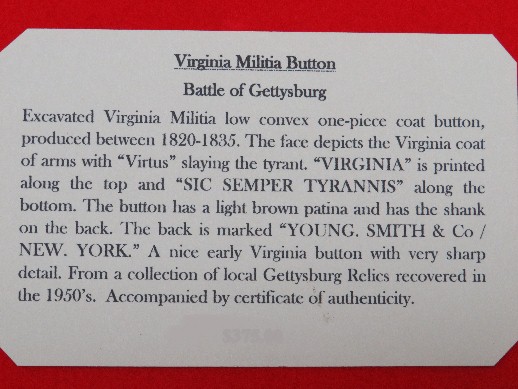 Virginia Militia Button
Battle of Gettysburg
Excavated Virginia Militia low convex one-piece coat button,
produced between 1820-1835. The face depicts the Virginia coat
of arms with “Virtus” slaying the tyrant. “VIRGINIA” is printed
along the top and “SIC SEMPER TYRANNIS” along the
bottom. The button has a light brown patina and has the shank
on the back. The back is marked “YOUNG. SMITH & Co /
NEW. YORK.” A nice early Virginia button with very sharp
detail. From a collection of local Gettysburg Relics recovered in
the 1950’s. Accompanied by certificate of authenticity.